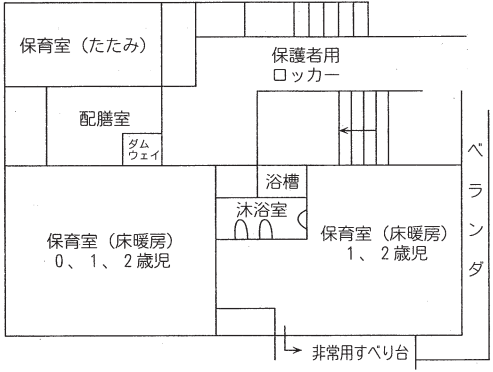 保育室（たたみ）
保護者用
ロッカー
配膳室
ダム
ウェイ
浴槽
沐浴室
ベランダ
保育室（床暖房）
０、１、２歳児
保育室（床暖房）
１、２歳児
非常用すべり台